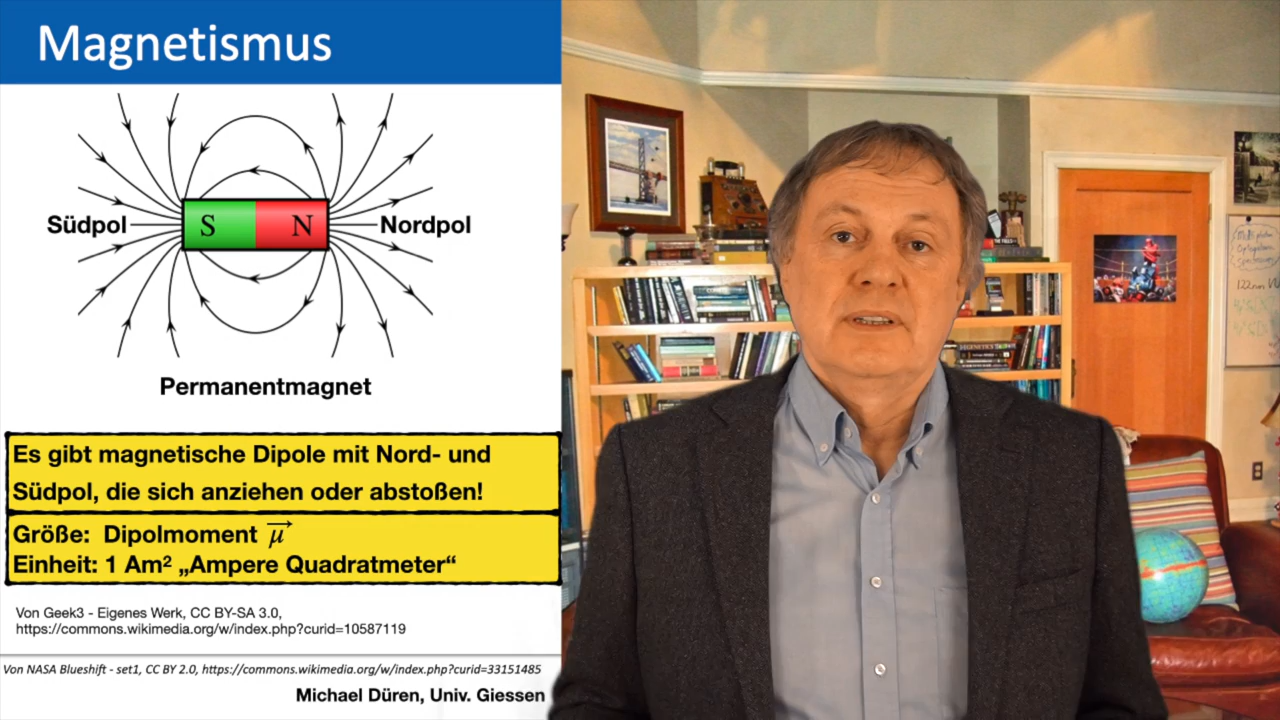 Magnetismus
Südpol
S
N
Nordpol
Permanentmagnet
Es gibt magnetische Dipole mit Nord- und
Südpol, die sich anziehen oder abstoßen!
Größe: Dipolmoment μ⃗
Einheit: 1 Am² „Ampere Quadratmeter“
Von Geek3 - Eigenes Werk, CC BY-SA 3.0,
https://commons.wikimedia.org/w/index.php?curid=10587119
Von NASA Blueshift - set1, CC BY 2.0, https://commons.wikimedia.org/w/index.php?curid=33151485
Michael Düren, Univ. Giessen